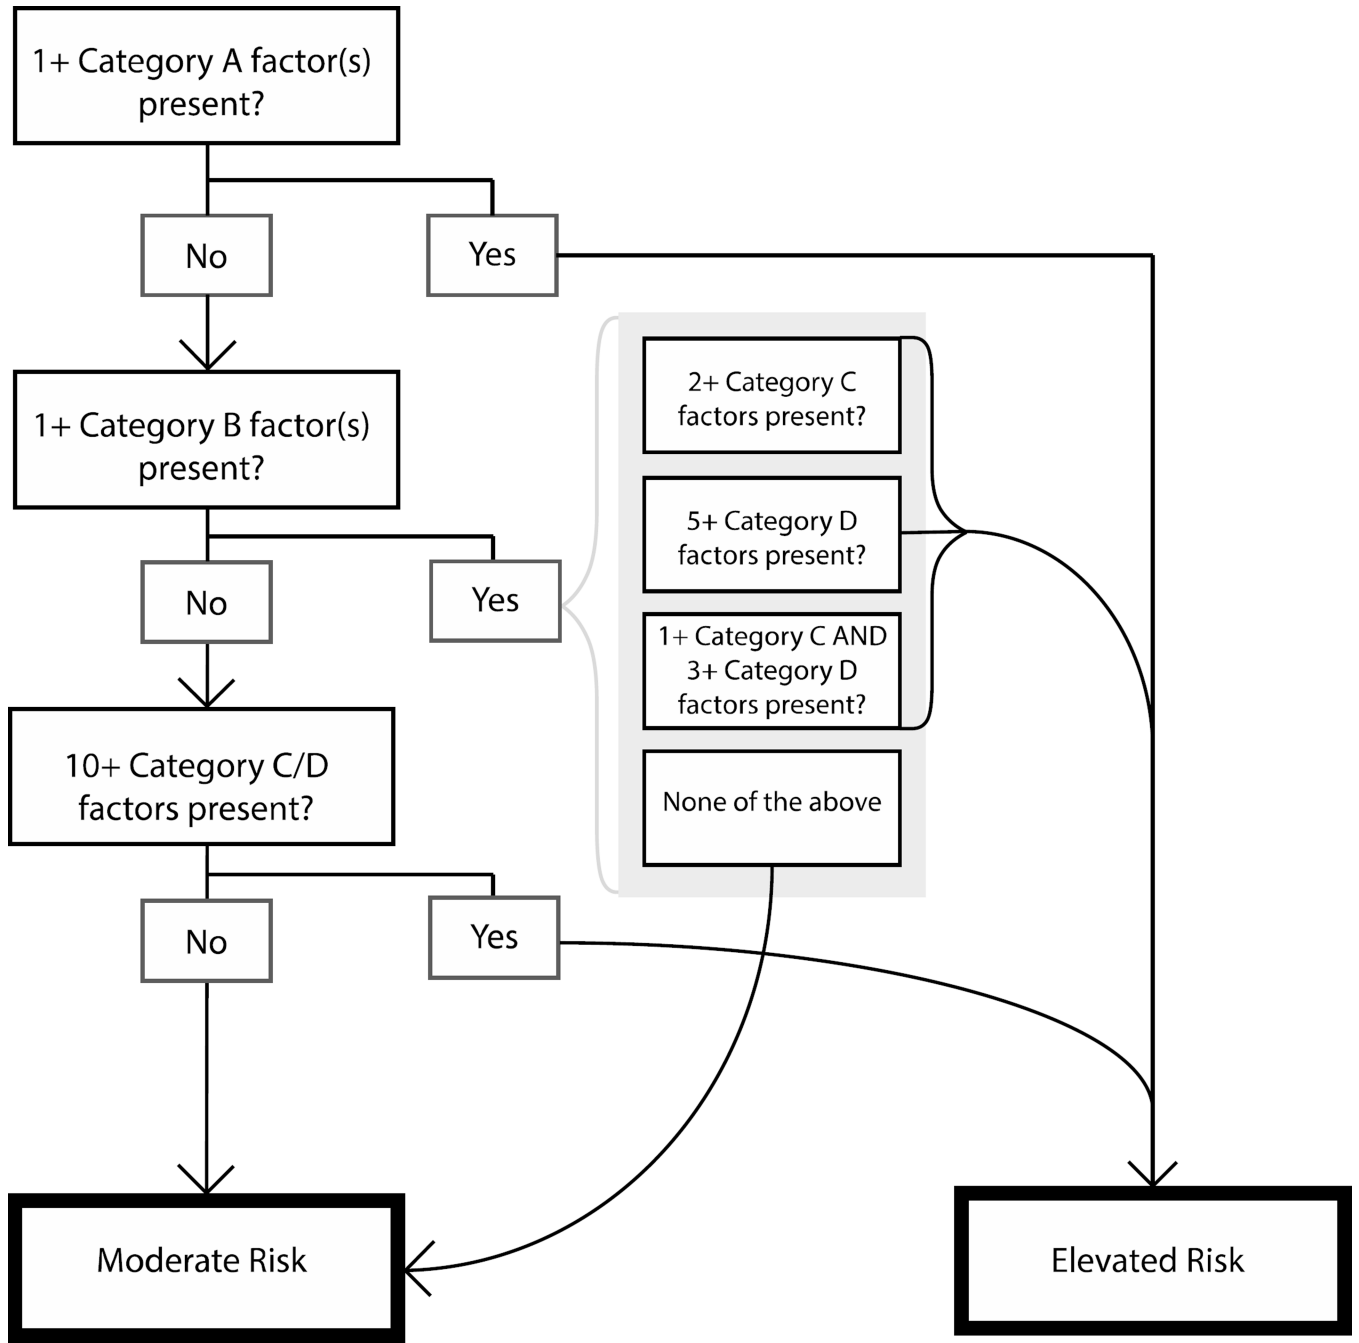 1+ Category A factor(s)
present?
No
Yes
1+ Category B factor(s)
present?
No
Yes
2+ Category C
factors present?
5+ Category D
factors present?
1+ Category C AND
3+ Category D
factors present?
None of the above
10+ Category C/D
factors present?
No
Yes
Moderate Risk
Elevated Risk